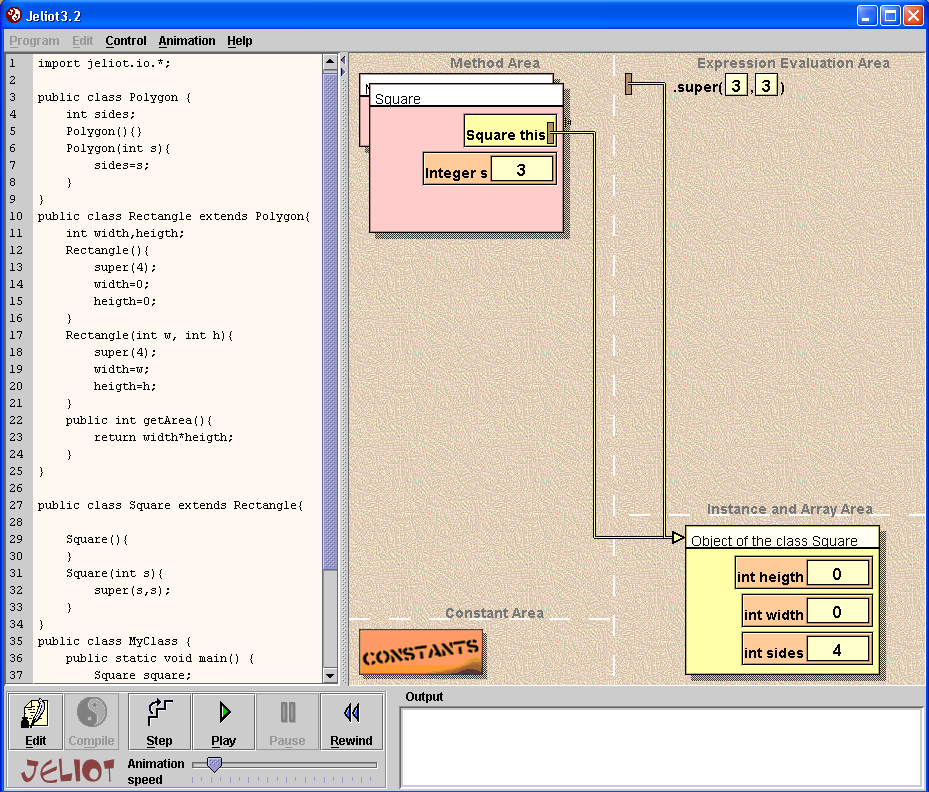 Jeliot3.2
Program Edit Control Animation Help
1 import jeliot.io.*;
2
3 public class Polygon {
4 int sides;
5 Polygon(){}
6 Polygon(int s){
7 sides=s;
8 }
9 }
10 public class Rectangle extends Polygon{
11 int width,heigth;
12 Rectangle(){
13 super(4);
14 width=0;
15 heigth=0;
16 }
17 Rectangle(int w, int h){
18 super(4);
19 width=w;
20 heigth=h;
21 }
22 public int getArea(){
23 return width*heigth;
24 }
25 }
26
27 public class Square extends Rectangle{
28
29 Square(){
30 }
31 Square(int s){
32 super(s,s);
33 }
34 }
35 public class MyClass {
36 public static void main() {
37 Square square;
Method Area
Square
Square this
Integer s 3
Expression Evaluation Area
.super( 3 , 3 )
Constant Area
CONSTANTS
Instance and Array Area
Object of the class Square
int heigth 0
int width 0
int sides 4
Edit Compile Step Play Pause Rewind
JELIOT
Animation
speed
Output